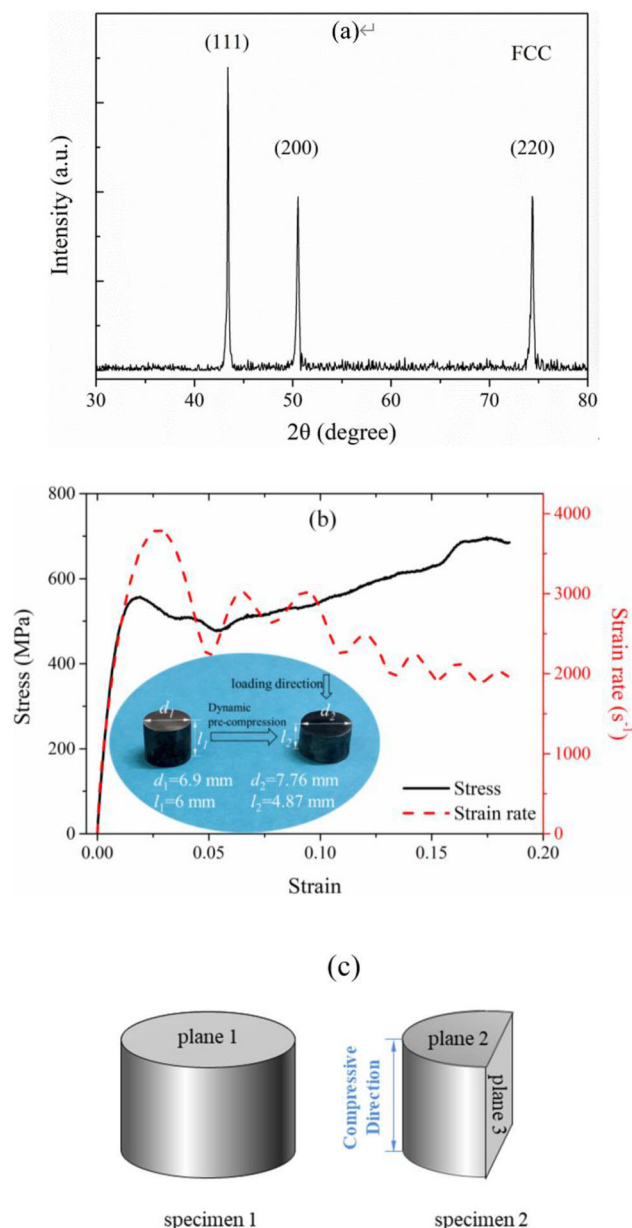 (a)↵
(111)
FCC
(200)
(220)
Intensity (a.u.)
30 40 50 60 70 80
2θ (degree)
(b)
800
600
400
200
0
Stress (MPa)
4000
3000
2000
1000
0
Strain rate (s⁻¹)
loading direction
Dynamic
pre-compression
d₁
l₁
d₂
l₂
d₁=6.9 mm
l₁=6 mm
d₂=7.76 mm
l₂=4.87 mm
Stress
Strain rate
0.00 0.05 0.10 0.15 0.20
Strain
(c)
plane 1
plane 2
plane 3
Compressive
Direction
specimen 1
specimen 2